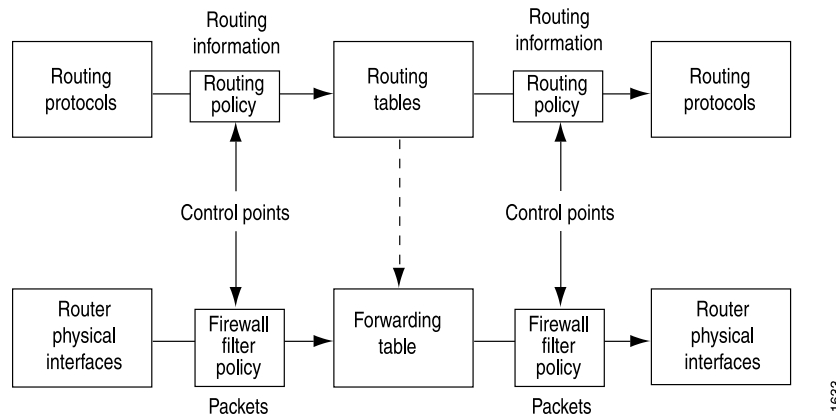 Routing
information
Routing
information
Routing
protocols
Routing
policy
Routing
tables
Routing
policy
Routing
protocols
Control points
Control points
Router
physical
interfaces
Firewall
filter
policy
Forwarding
table
Firewall
filter
policy
Router
physical
interfaces
Packets
Packets
1633